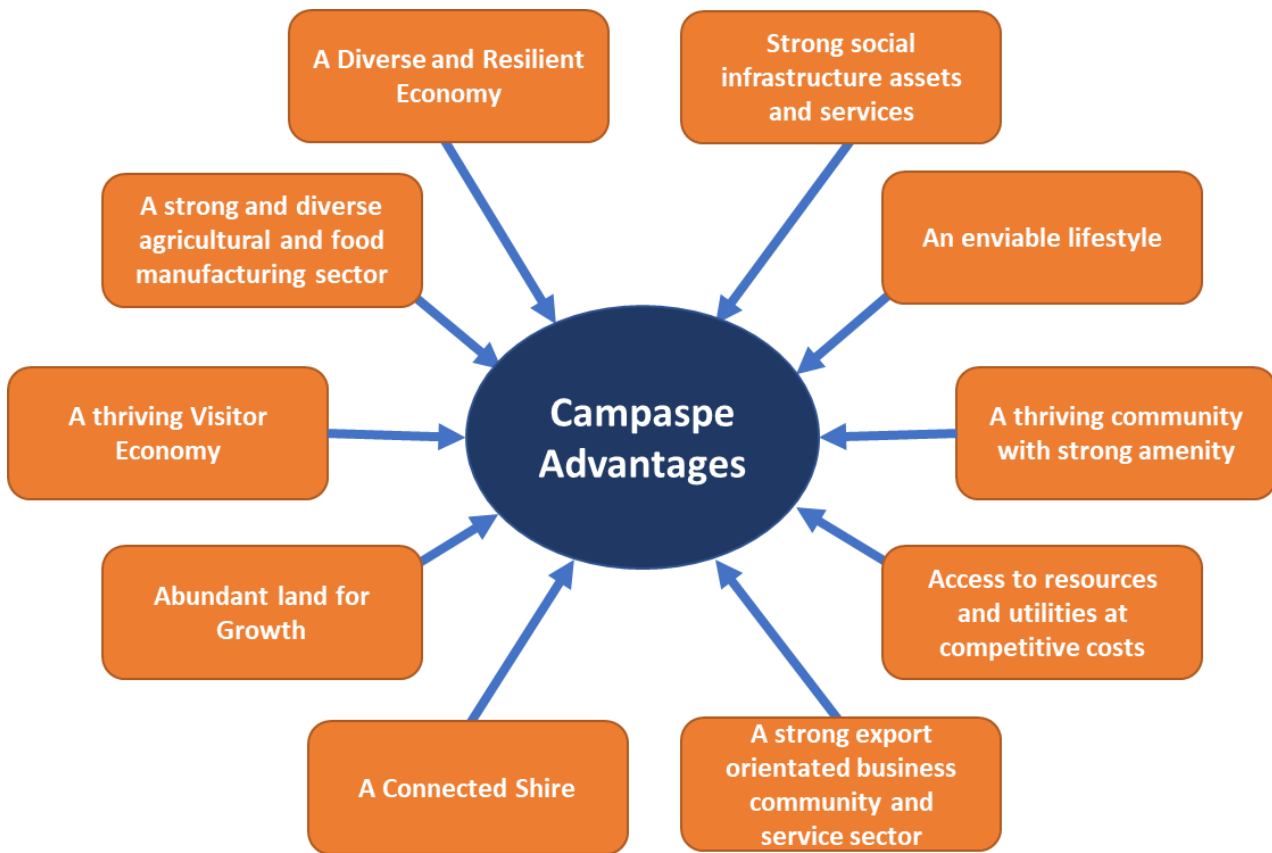 A Diverse and Resilient
Economy
Strong social
infrastructure assets
and services
A strong and diverse
agricultural and food
manufacturing sector
An enviable lifestyle
A thriving Visitor
Economy
Campaspe
Advantages
A thriving community
with strong amenity
Abundant land for
Growth
Access to resources
and utilities at
competitive costs
A Connected Shire
A strong export
orientated business
community and
service sector